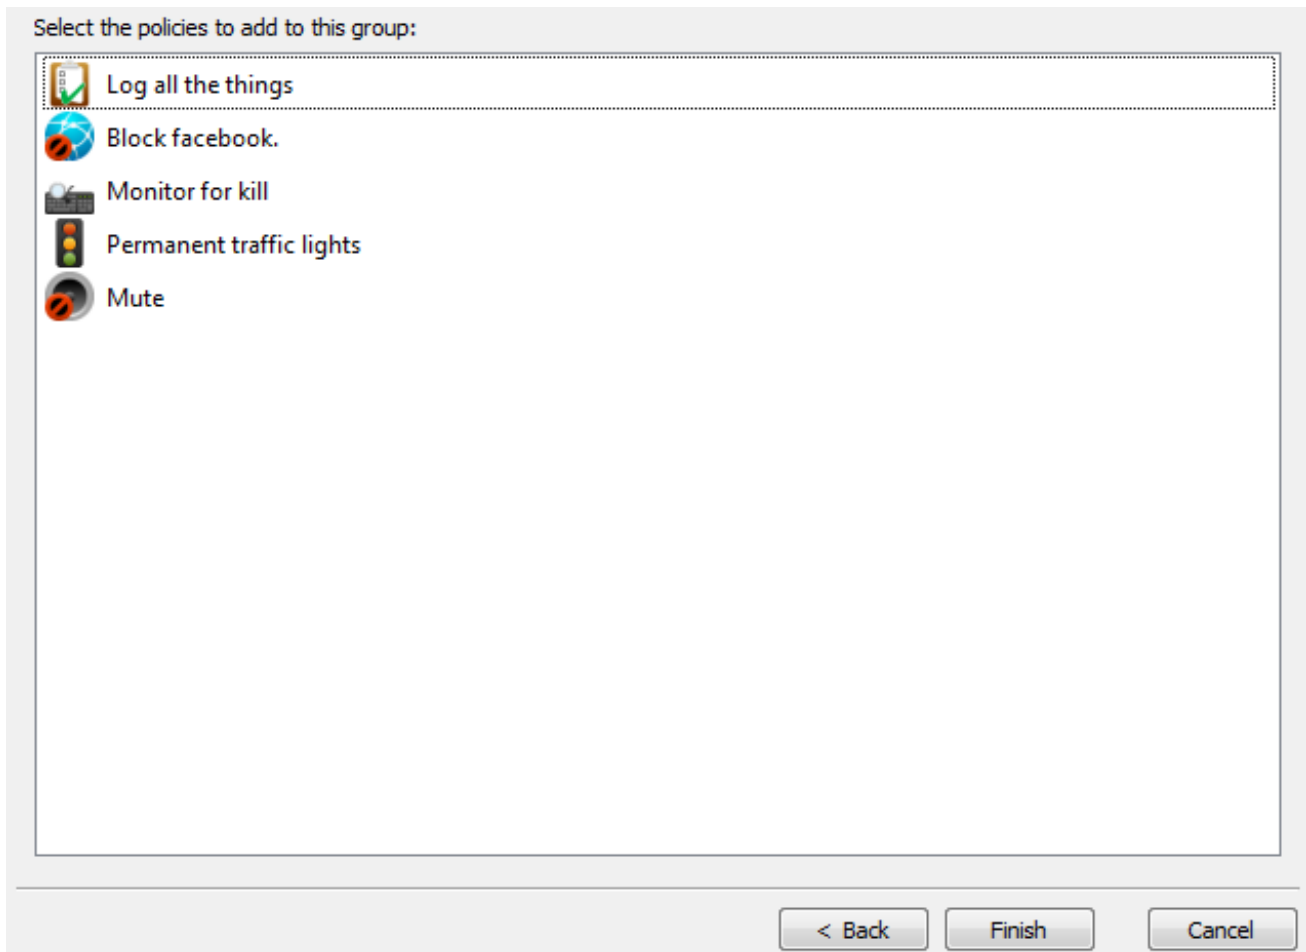 Select the policies to add to this group:
Log all the things
Block facebook.
Monitor for kill
Permanent traffic lights
Mute
< Back
Finish
Cancel